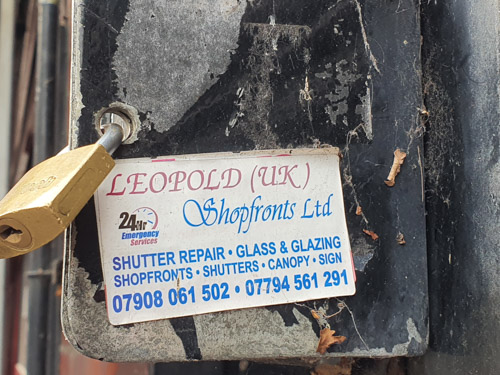 LEOPOLD (UK)
Shopfronts Ltd
24Hr
Emergency
Services
SHUTTER REPAIR • GLASS & GLAZING
SHOPFRONTS • SHUTTERS • CANOPY • SIGN
07908 061 502 • 07794 561 291